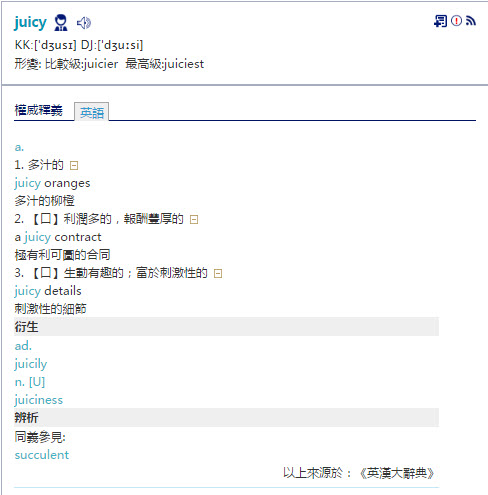 juicy
KK:['dʒusɪ] DJ:['dʒuːsi]
形變: 比較級:juicier 最高級:juiciest
權威釋義 英語
a.
1. 多汁的
juicy oranges
多汁的柳橙
2. 【口】利潤多的，報酬豐厚的
a juicy contract
極有利可圖的合同
3. 【口】生動有趣的；富於刺激性的
juicy details
刺激性的細節
衍生
ad.
juicily
n. [U]
juiciness
辨析
同義參見:
succulent
以上來源於：《英漢大辭典》